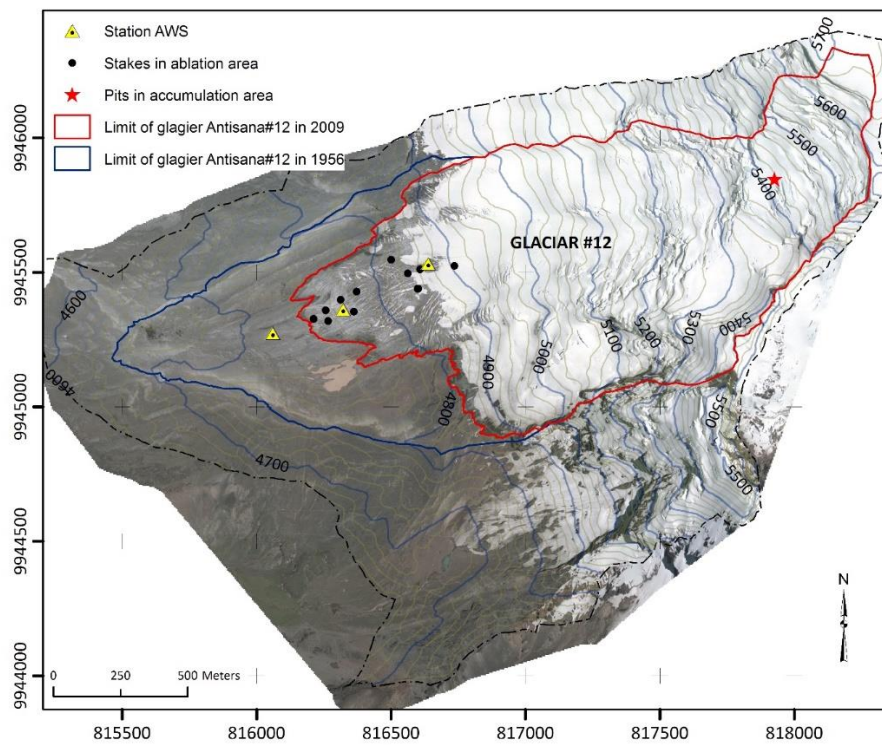 Station AWS
Stakes in ablation area
Pits in accumulation area
Limit of glagier Antisana#12 in 2009
Limit of glagier Antisana#12 in 1956
5700
5600
5500
5400
GLACIAR #12
4600
4600
5400
5300
5200
5100
5000
4900
4800
4700
5500
5500
N
0 250 500 Meters
9946000
9945500
9945000
9944500
9944000
815500 816000 816500 817000 817500 818000